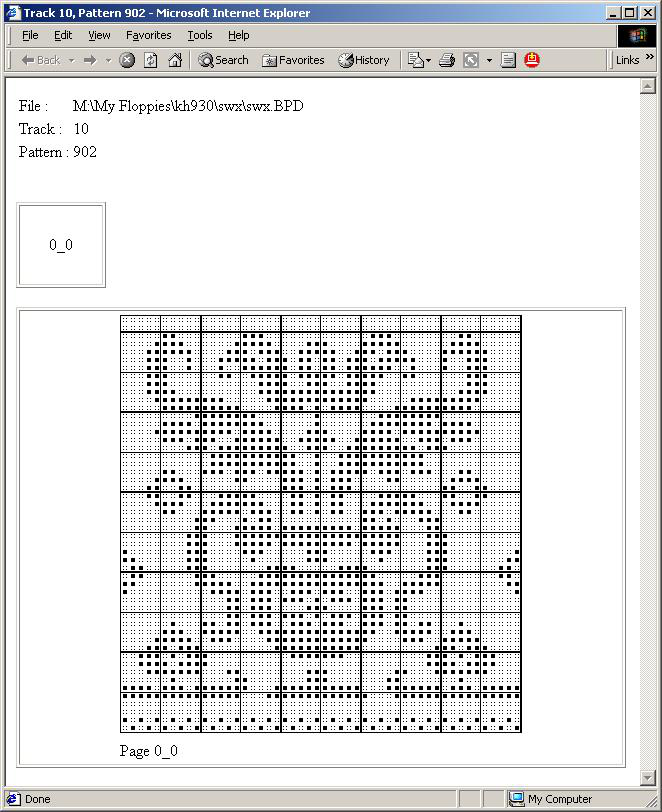 Track 10, Pattern 902 - Microsoft Internet Explorer
File Edit View Favorites Tools Help
Back Search Favorites History Links »
File : M:\My Floppies\kh930\swx\swx.BPD
Track : 10
Pattern : 902
0_0
Page 0_0
Done My Computer